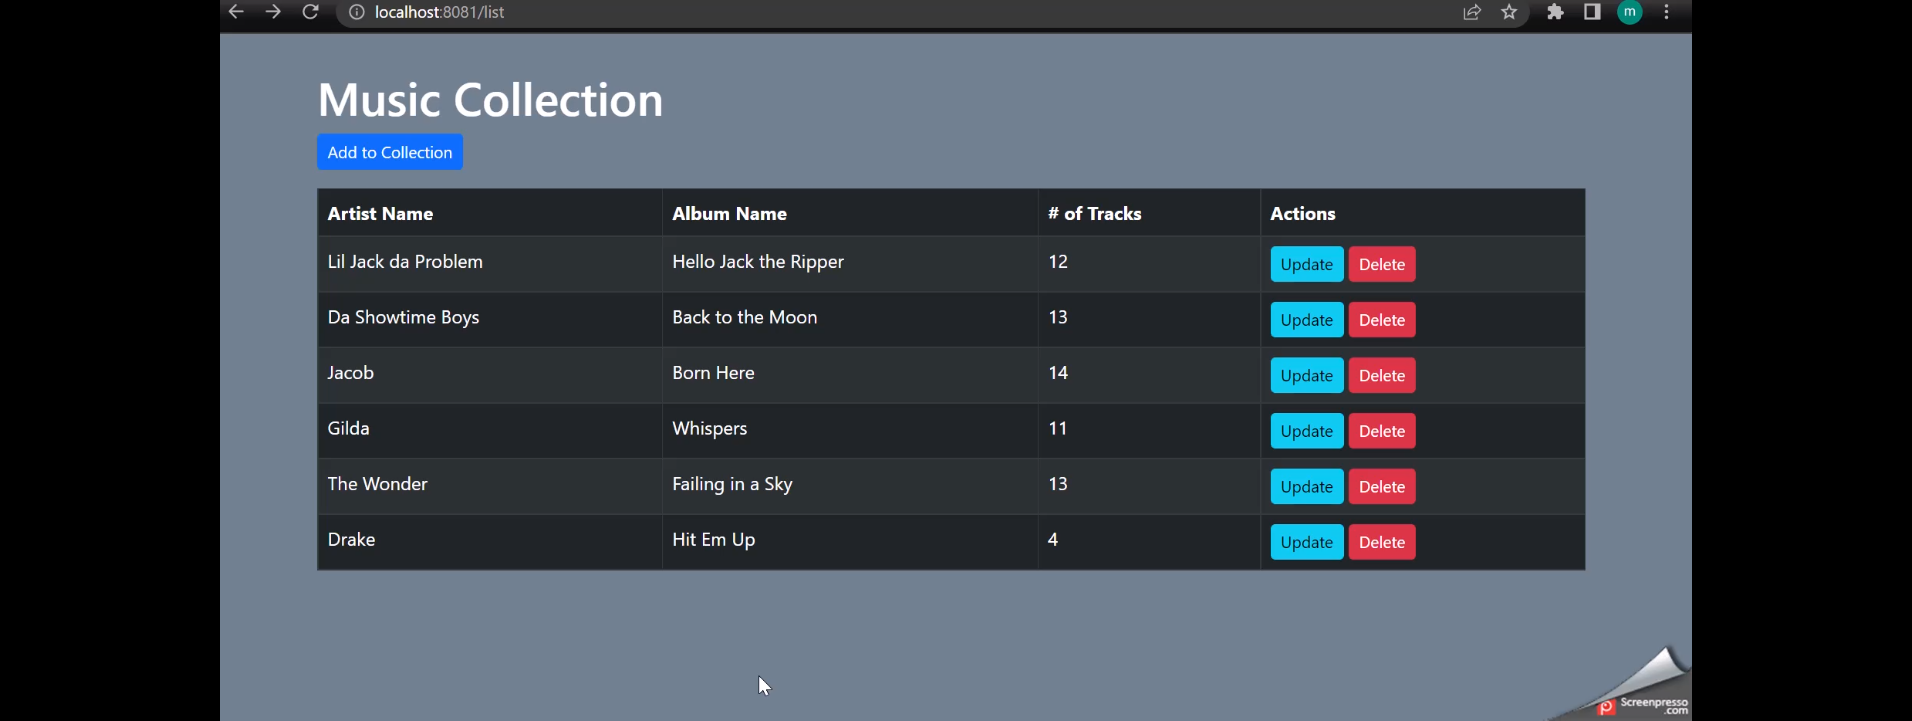 localhost:8081/list
m
Music Collection
Add to Collection
Artist Name Album Name # of Tracks Actions
Lil Jack da Problem Hello Jack the Ripper 12 Update Delete
Da Showtime Boys Back to the Moon 13 Update Delete
Jacob Born Here 14 Update Delete
Gilda Whispers 11 Update Delete
The Wonder Failing in a Sky 13 Update Delete
Drake Hit Em Up 4 Update Delete
Screenpresso
.com